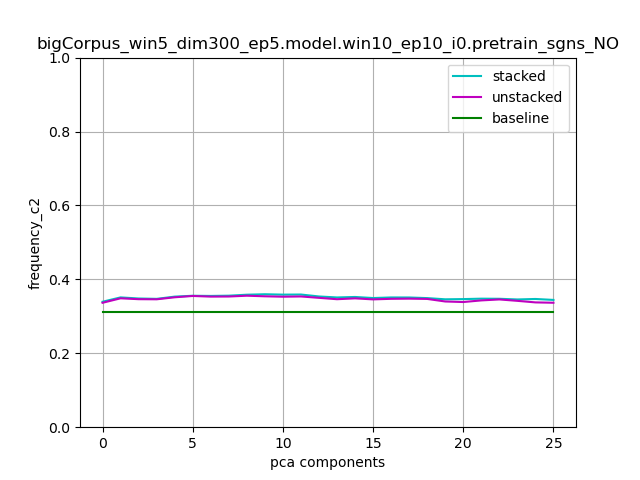 bigCorpus_win5_dim300_ep5.model.win10_ep10_i0.pretrain_sgns_NO
1.0
stacked
unstacked
baseline
0.8
0.6
frequency_c2
0.4
0.2
0.0
0
5
10
15
20
25
pca components